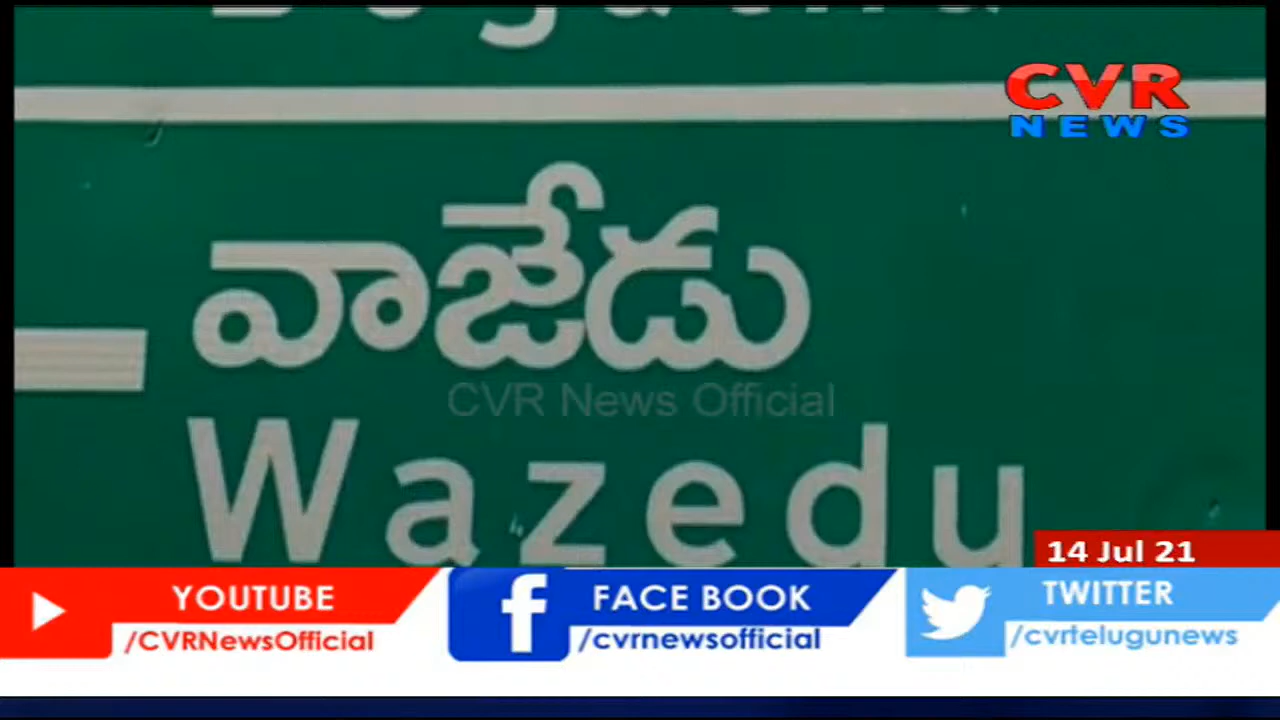 CVR
NEWS
వాజేడు
CVR News Official
Wazedu
14 Jul 21
YOUTUBE
/CVRNewsOfficial
FACE BOOK
/cvrnewsofficial
TWITTER
/cvrtelugunews